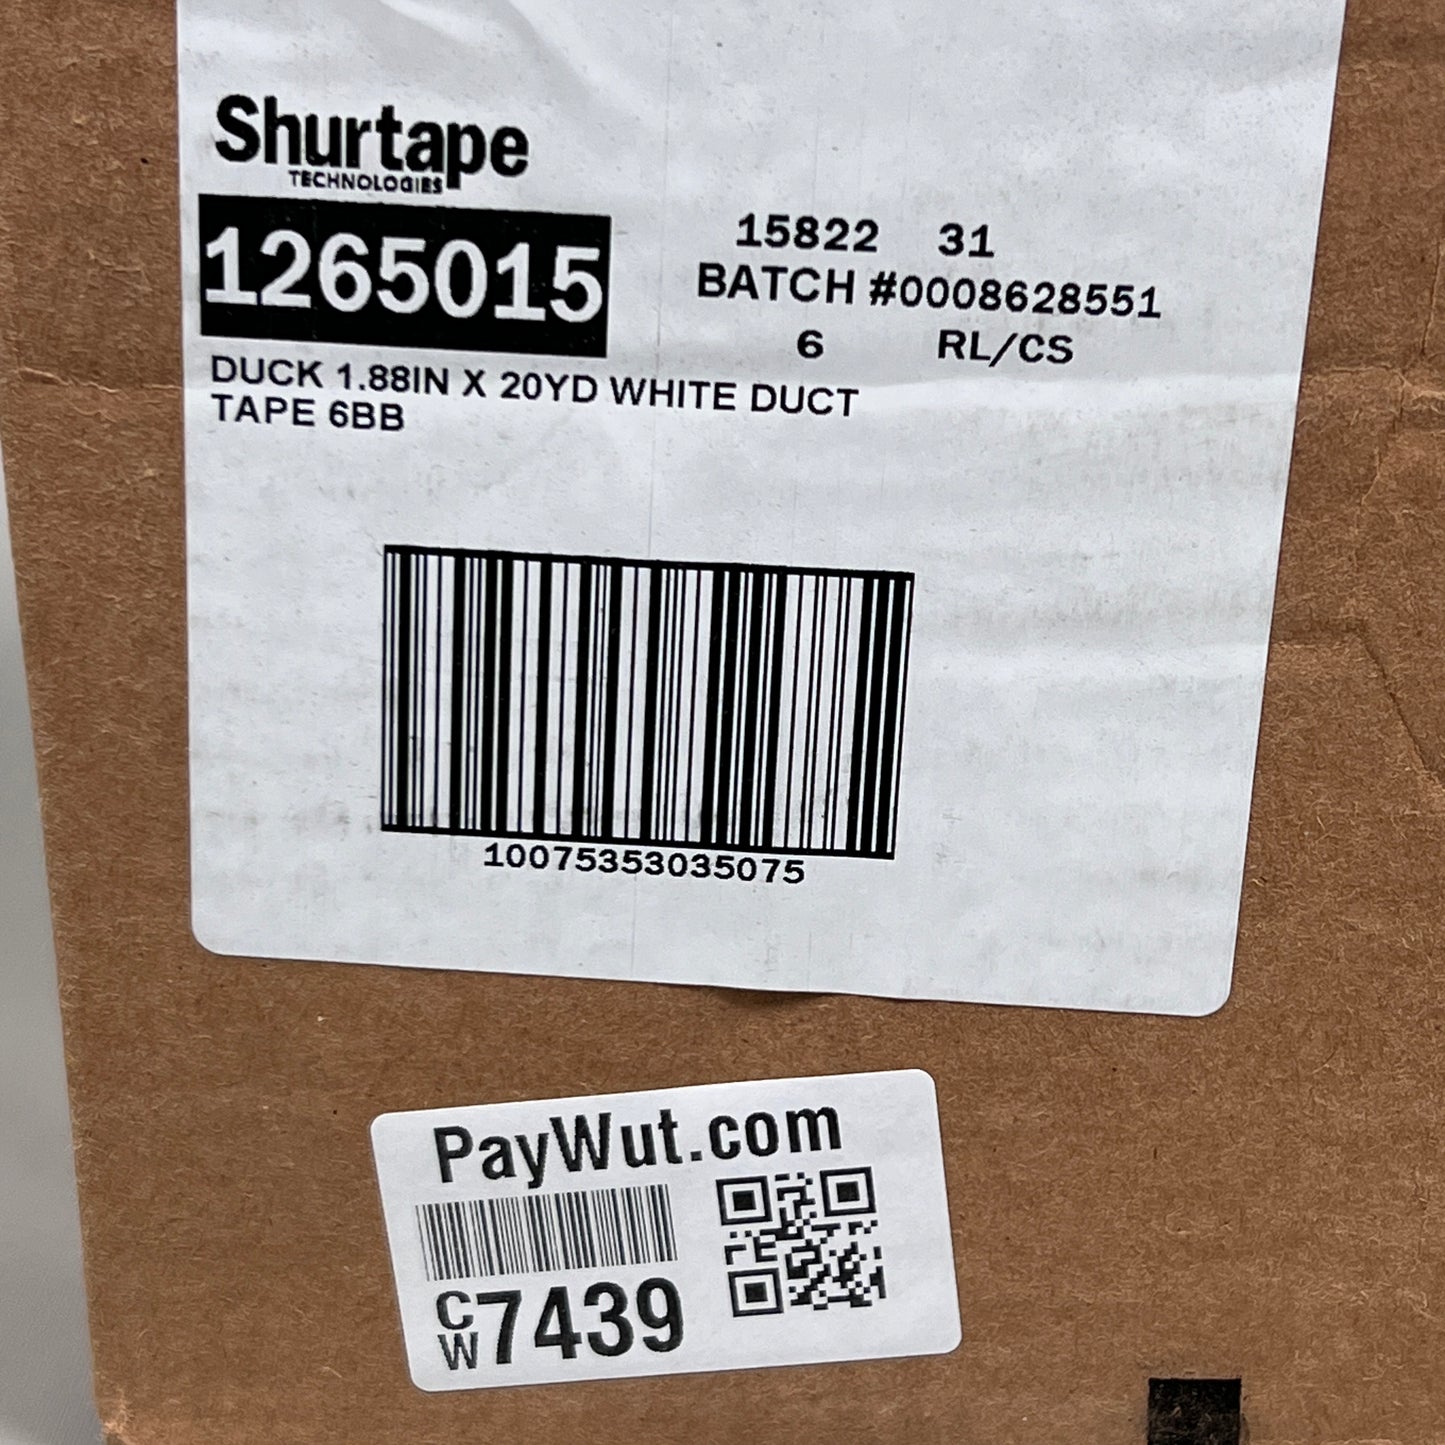 Shurtape
TECHNOLOGIES
1265015
15822 31
BATCH #0008628551
6 RL/CS
DUCK 1.88IN X 20YD WHITE DUCT
TAPE 6BB
10075353035075
PayWut.com
CW7439